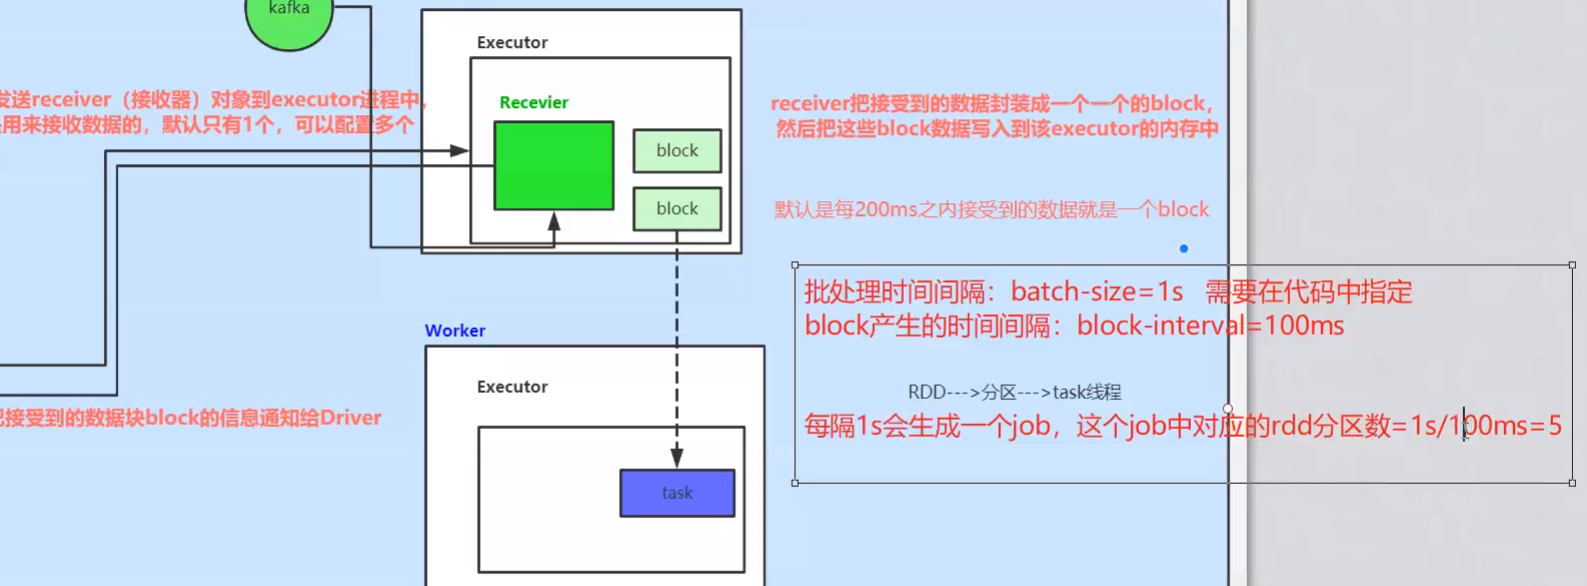 kafka
Executor
发送receiver（接收器）对象到executor进程中，
用来接收数据的，默认只有1个，可以配置多个
Recevier
block
block
receiver把接受到的数据封装成一个一个的block，
然后把这些block数据写入到该executor的内存中
默认是每200ms之内接受到的数据就是一个block
批处理时间间隔：batch-size=1s 需要在代码中指定
block产生的时间间隔：block-interval=100ms
RDD--->分区--->task线程
每隔1s会生成一个job，这个job中对应的rdd分区数=1s/100ms=5
Worker
Executor
接受到的数据块block的信息通知给Driver
task